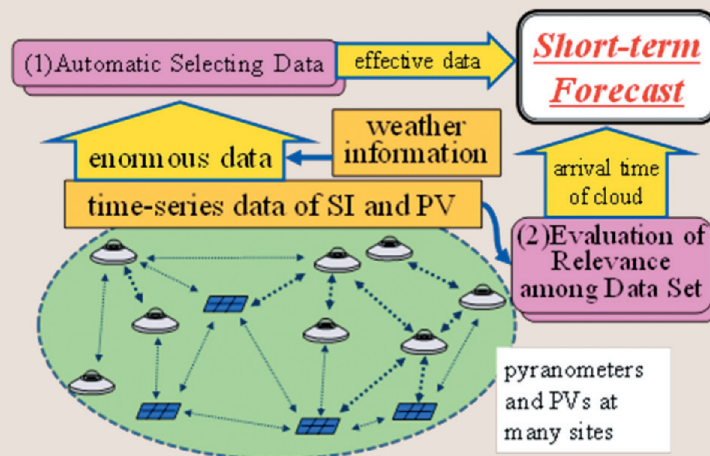 (1)Automatic Selecting Data
effective data
Short-term
Forecast
enormous data
weather
information
arrival time
of cloud
time-series data of SI and PV
(2)Evaluation of
Relevance
among Data Set
pyranometers
and PVs at
many sites